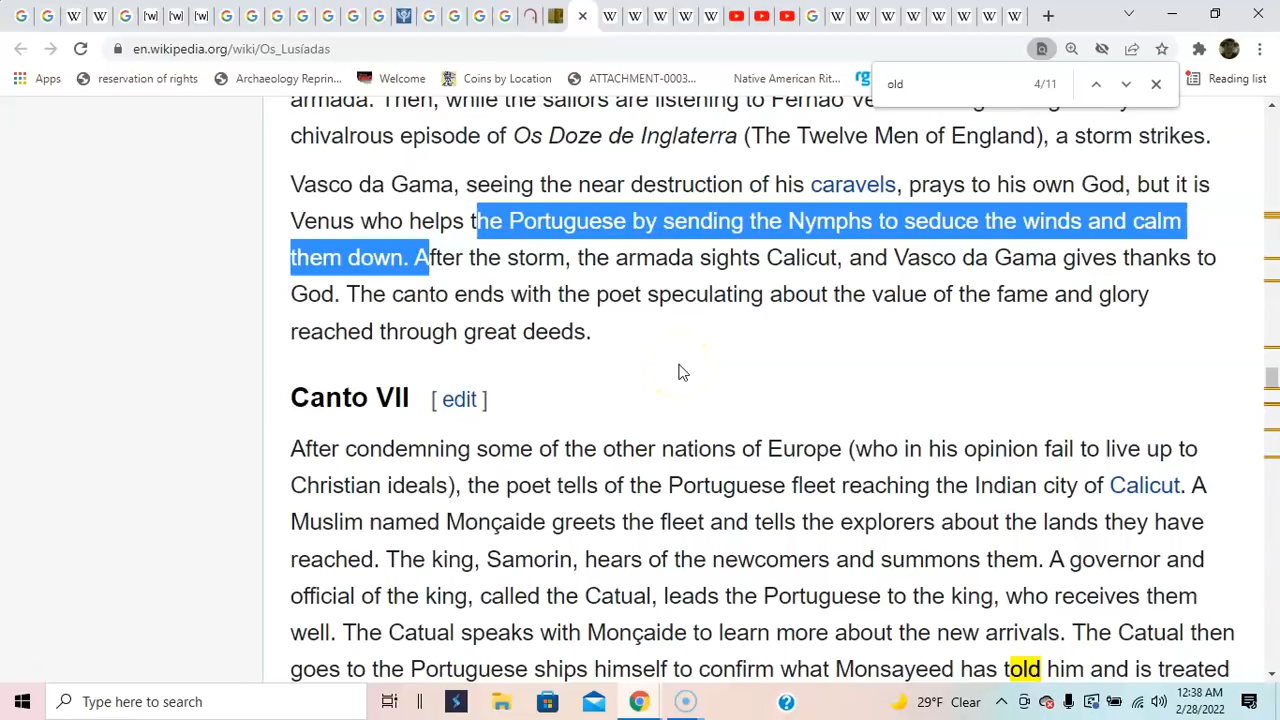 en.wikipedia.org/wiki/Os_Lusíadas
Apps
reservation of rights
Archaeology Reprin...
Welcome
Coins by Location
ATTACHMENT-0003...
Native American Rit...
Reading list
old
4/11
chivalrous episode of Os Doze de Inglaterra (The Twelve Men of England), a storm strikes.
Vasco da Gama, seeing the near destruction of his caravels, prays to his own God, but it is
Venus who helps the Portuguese by sending the Nymphs to seduce the winds and calm
them down. After the storm, the armada sights Calicut, and Vasco da Gama gives thanks to
God. The canto ends with the poet speculating about the value of the fame and glory
reached through great deeds.
Canto VII [ edit ]
After condemning some of the other nations of Europe (who in his opinion fail to live up to
Christian ideals), the poet tells of the Portuguese fleet reaching the Indian city of Calicut. A
Muslim named Monçaide greets the fleet and tells the explorers about the lands they have
reached. The king, Samorin, hears of the newcomers and summons them. A governor and
official of the king, called the Catual, leads the Portuguese to the king, who receives them
well. The Catual speaks with Monçaide to learn more about the new arrivals. The Catual then
goes to the Portuguese ships himself to confirm what Monsayeed has told him and is treated
Type here to search
29°F Clear
12:38 AM
2/28/2022